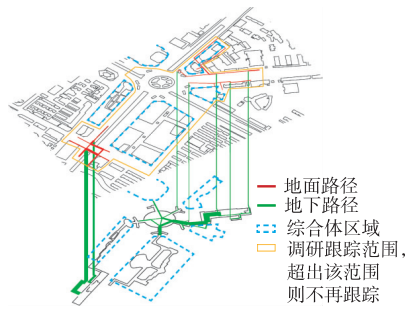 地面路径
地下路径
综合体区域
调研跟踪范围,
超出该范围
则不再跟踪